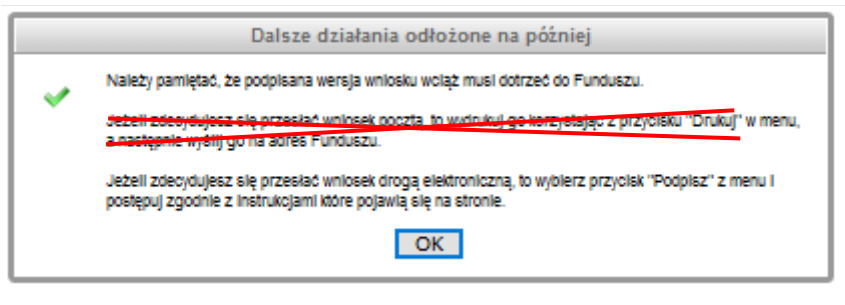 Dalsze działania odłożone na później
Należy pamiętać, że podpisana wersja wniosku wciąż musi dotrzeć do Funduszu.
Jeżeli zdecydujesz się przesłać wniosek pocztą, to wydrukuj go korzystając z przycisku "Drukuj" w menu,
a następnie wyślij go na adres Funduszu.
Jeżeli zdecydujesz się przesłać wniosek drogą elektroniczną, to wybierz przycisk "Podpisz" z menu i
postępuj zgodnie z instrukcjami które pojawią się na stronie.
OK